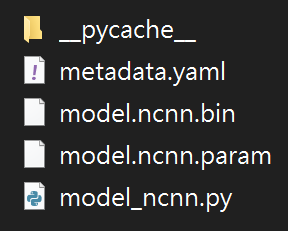 __pycache__
metadata.yaml
model.ncnn.bin
model.ncnn.param
model_ncnn.py